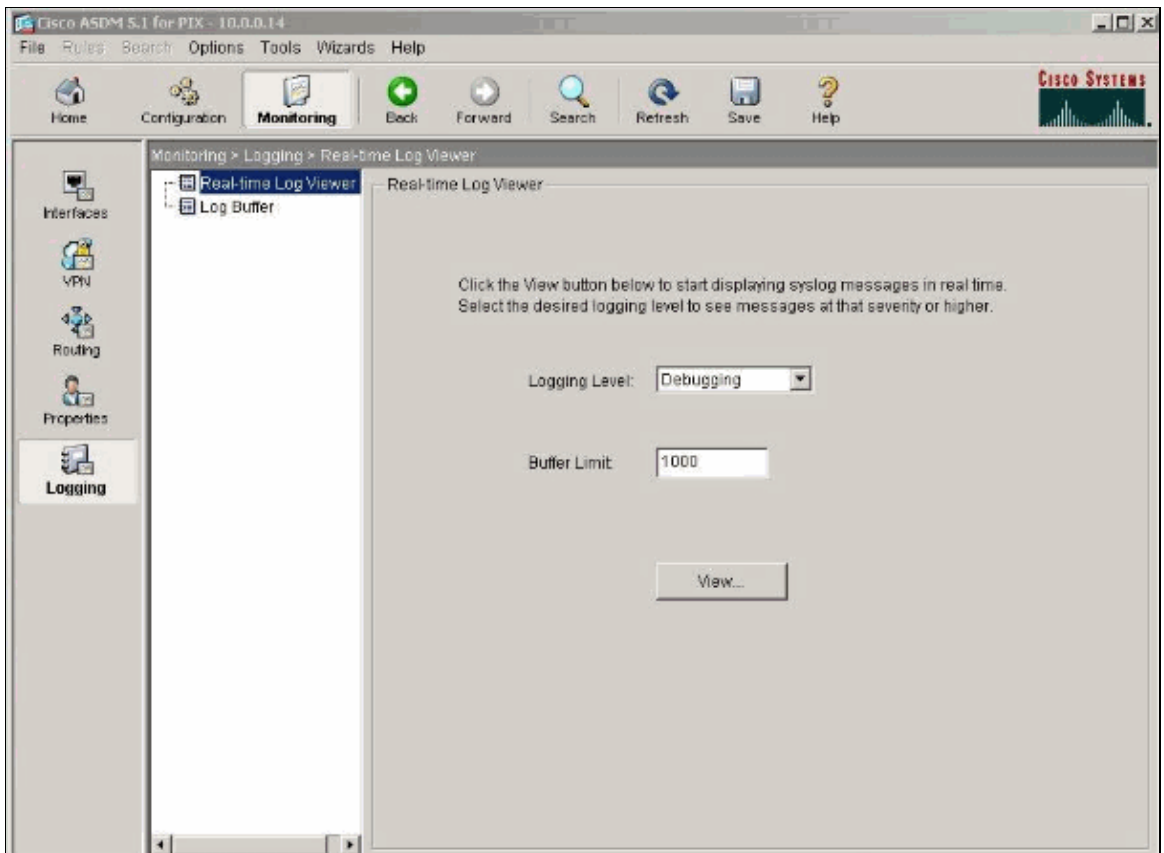 Cisco ASDM 5.1 for PIX - 10.0.0.14
File Rules Search Options Tools Wizards Help
Home Configuration Monitoring Back Forward Search Refresh Save Help
CISCO SYSTEMS
Monitoring > Logging > Real-time Log Viewer
Interfaces
VPN
Routing
Properties
Logging
Real-time Log Viewer
Log Buffer
Real-time Log Viewer
Click the View button below to start displaying syslog messages in real time.
Select the desired logging level to see messages at that severity or higher.
Logging Level: Debugging
Buffer Limit: 1000
View...